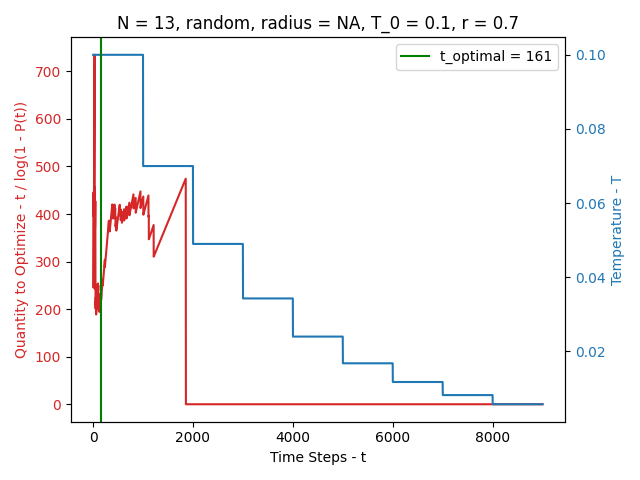 N = 13, random, radius = NA, T_0 = 0.1, r = 0.7
t_optimal = 161
Quantity to Optimize - t / log(1 - P(t))
700
600
500
400
300
200
100
0
0.10
0.08
0.06
0.04
0.02
Temperature - T
0 2000 4000 6000 8000
Time Steps - t